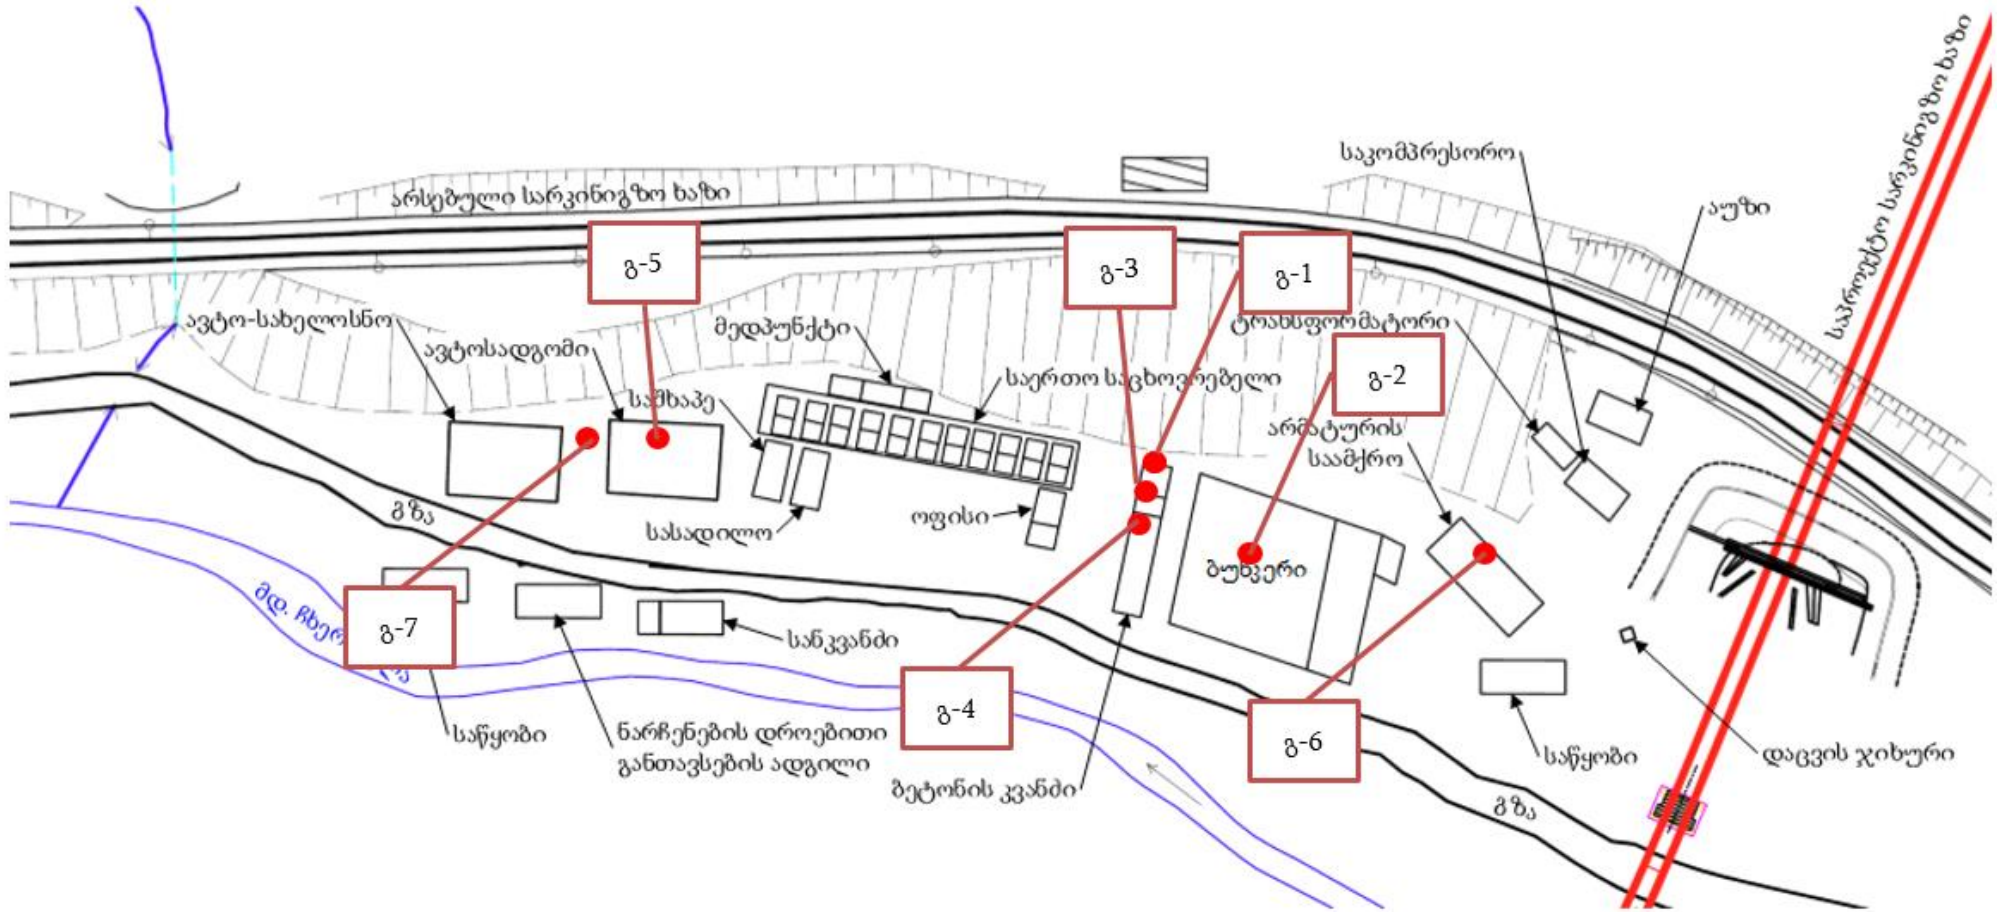 საპროექტო სარკინიგზო ხაზი
საკომპრესორო
არსებული სარკინიგზო ხაზი
აუზი
გ-5
გ-3
გ-1
ავტო-სახელოსნო
მედპუნქტი
ტრანსფორმატორი
ავტოსადგომი
საერთო საცხოვრებელი
გ-2
საშხაპე
არმატურის
საამქრო
გზა
ოფისი
სასადილო
ბუნკერი
მდ.
გ-7
სანკვანძი
გ-4
საწყობი
ნარჩენების დროებითი
განთავსების ადგილი
გ-6
საწყობი
დაცვის ჯიხური
ბეტონის კვანძი
გზა